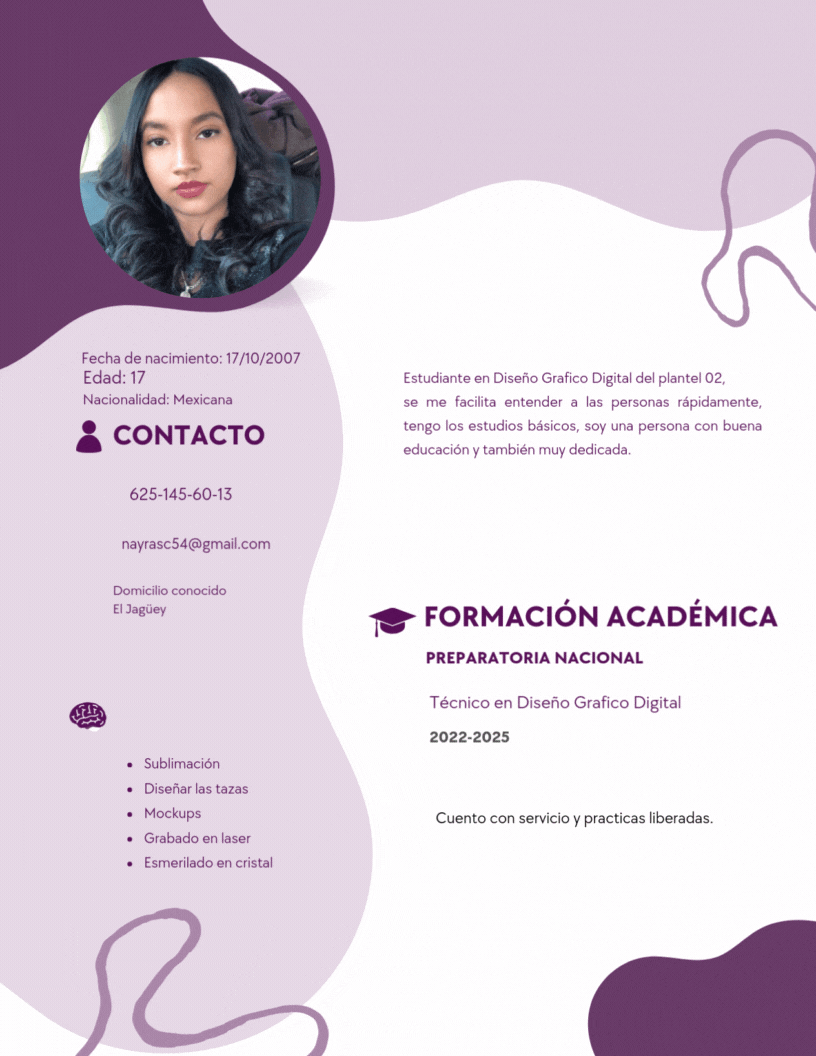 Fecha de nacimiento: 17/10/2007
Edad: 17
Nacionalidad: Mexicana
CONTACTO
625-145-60-13
nayrasc54@gmail.com
Domicilio conocido
El Jagüey
Sublimación
Diseñar las tazas
Mockups
Grabado en laser
Esmerilado en cristal
Estudiante en Diseño Grafico Digital del plantel 02,
se me facilita entender a las personas rápidamente,
tengo los estudios básicos, soy una persona con buena
educación y también muy dedicada.
FORMACIÓN ACADÉMICA
PREPARATORIA NACIONAL
Técnico en Diseño Grafico Digital
2022-2025
Cuento con servicio y practicas liberadas.